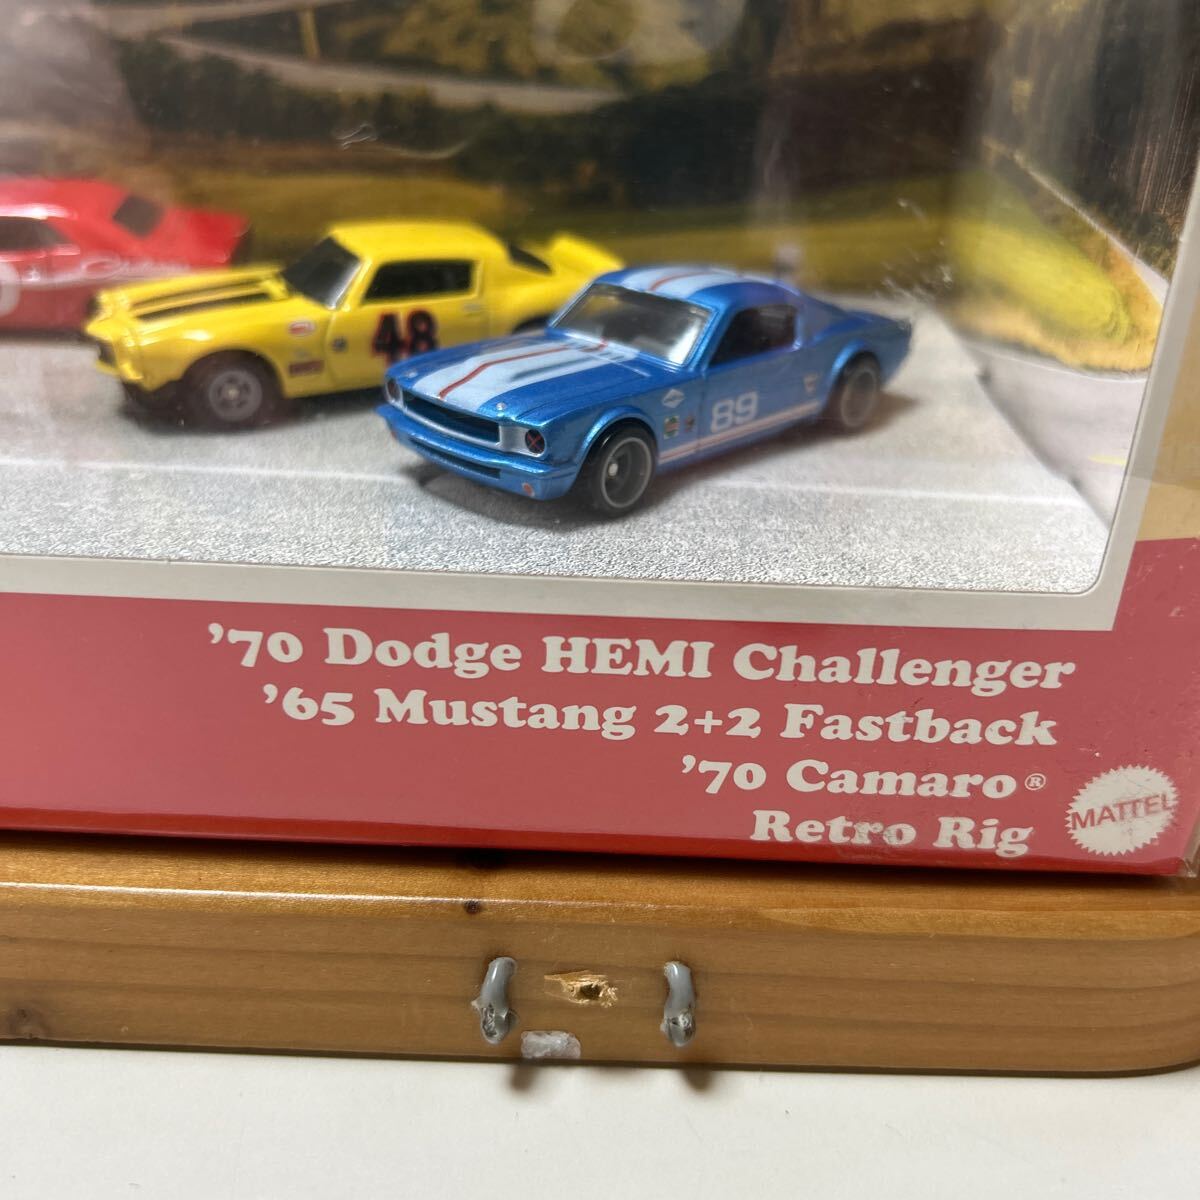 48
89
'70 Dodge HEMI Challenger
'65 Mustang 2+2 Fastback
'70 Camaro®
Retro Rig
MATTEL